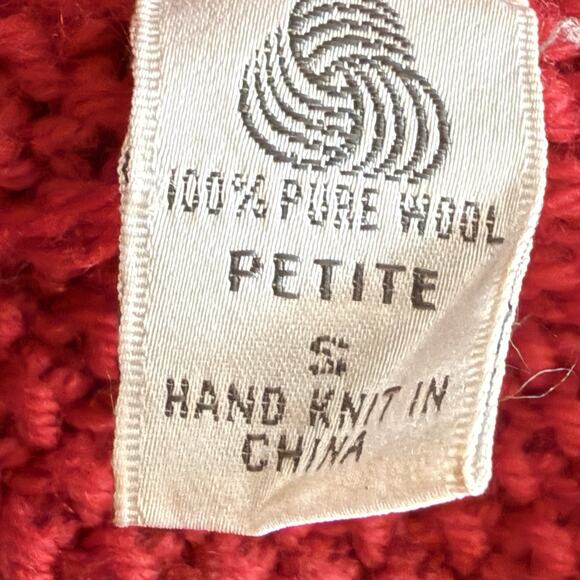 100% PURE WOOL
PETITE
S
HAND KNIT IN
CHINA